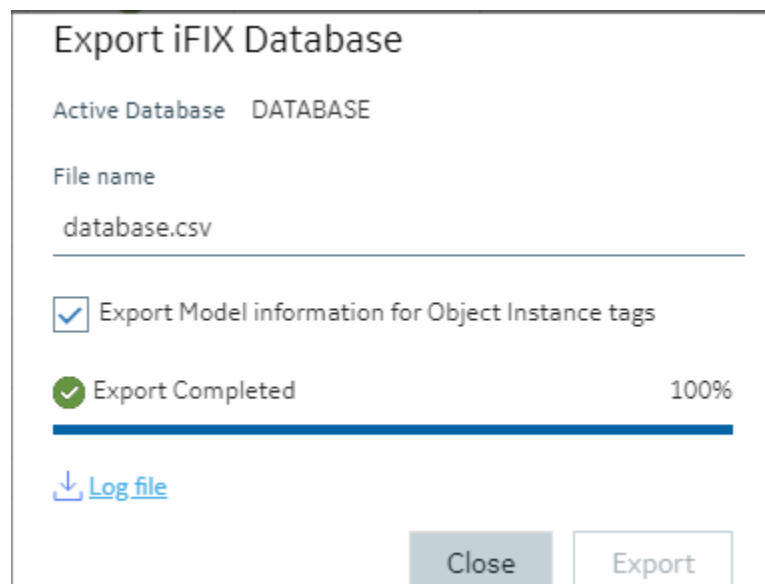 Export iFIX Database
Active Database DATABASE
File name
database.csv
Export Model information for Object Instance tags
Export Completed 100%
Log file
Close Export